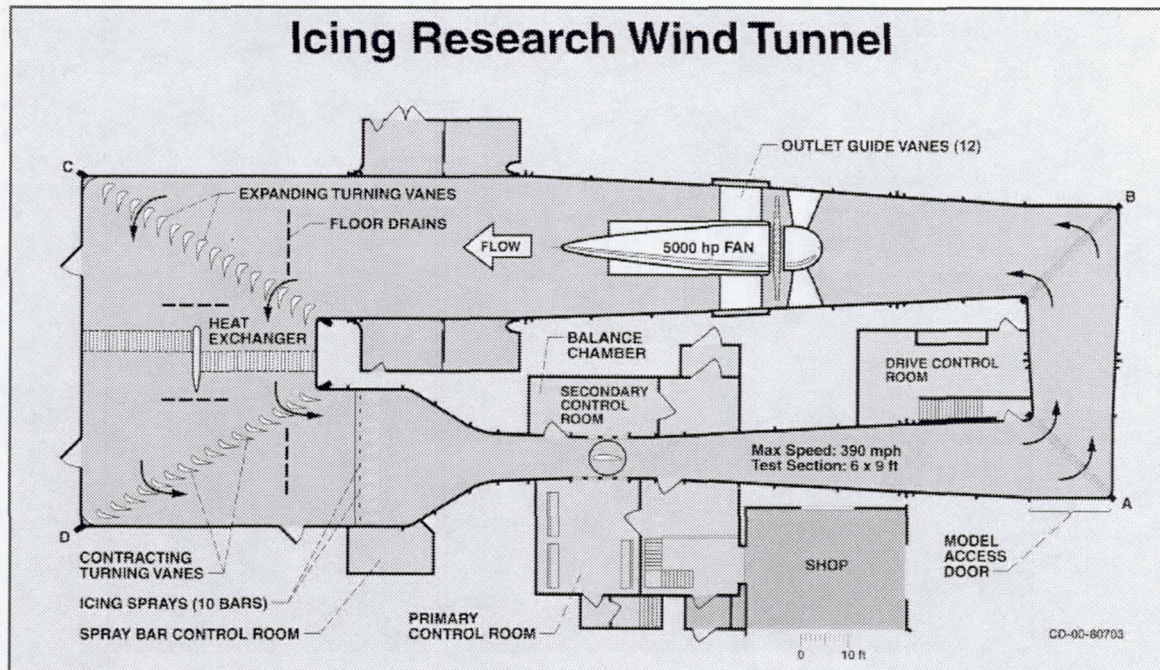 Icing Research Wind Tunnel
OUTLET GUIDE VANES (12)
C
EXPANDING TURNING VANES
B
FLOOR DRAINS
FLOW
5000 hp FAN
HEAT
EXCHANGER
BALANCE
CHAMBER
DRIVE CONTROL
ROOM
SECONDARY
CONTROL
ROOM
Max Speed: 390 mph
Test Section: 6 x 9 ft
A
D
CONTRACTING
TURNING VANES
MODEL
ACCESS
DOOR
SHOP
ICING SPRAYS (10 BARS)
PRIMARY
CONTROL ROOM
SPRAY BAR CONTROL ROOM
CD-00-80703
0 10 ft